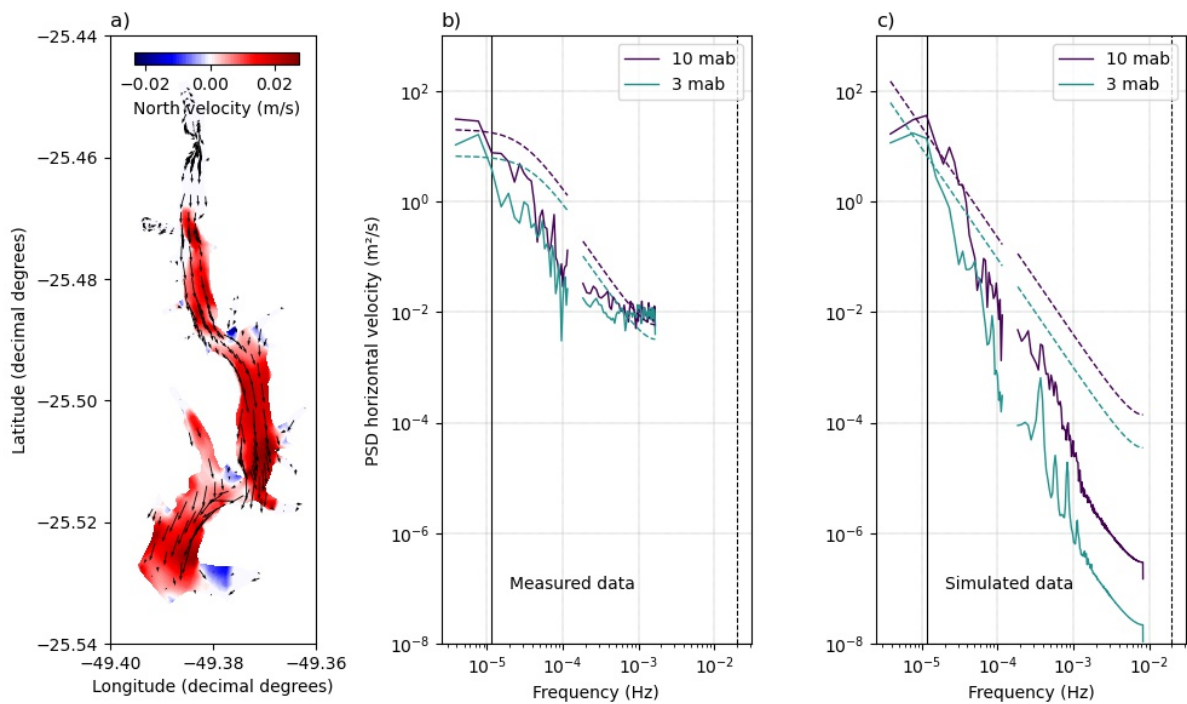 a)
−25.44
−25.46
−25.48
−25.50
−25.52
−25.54
Latitude (decimal degrees)
−0.02 0.00 0.02
North velocity (m/s)
−49.40 −49.38 −49.36
Longitude (decimal degrees)
b)
10 mab
3 mab
10²
10⁰
10⁻²
10⁻⁴
10⁻⁶
10⁻⁸
PSD horizontal velocity (m²/s)
Measured data
10⁻⁵ 10⁻⁴ 10⁻³ 10⁻²
Frequency (Hz)
c)
10 mab
3 mab
10²
10⁰
10⁻²
10⁻⁴
10⁻⁶
10⁻⁸
Simulated data
10⁻⁵ 10⁻⁴ 10⁻³ 10⁻²
Frequency (Hz)